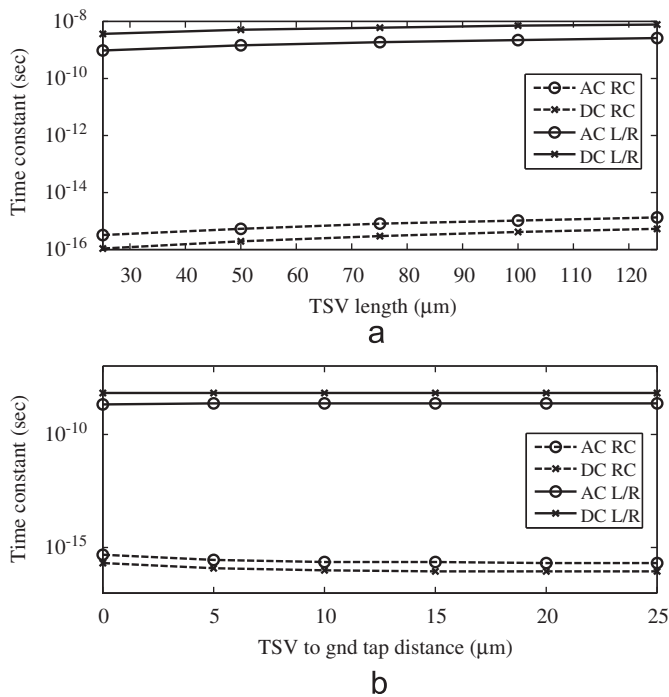 10^-8
10^-10
10^-12
10^-14
10^-16
Time constant (sec)
AC RC
DC RC
AC L/R
DC L/R
30 40 50 60 70 80 90 100 110 120
TSV length (μm)
a
10^-10
10^-15
Time constant (sec)
AC RC
DC RC
AC L/R
DC L/R
0 5 10 15 20 25
TSV to gnd tap distance (μm)
b